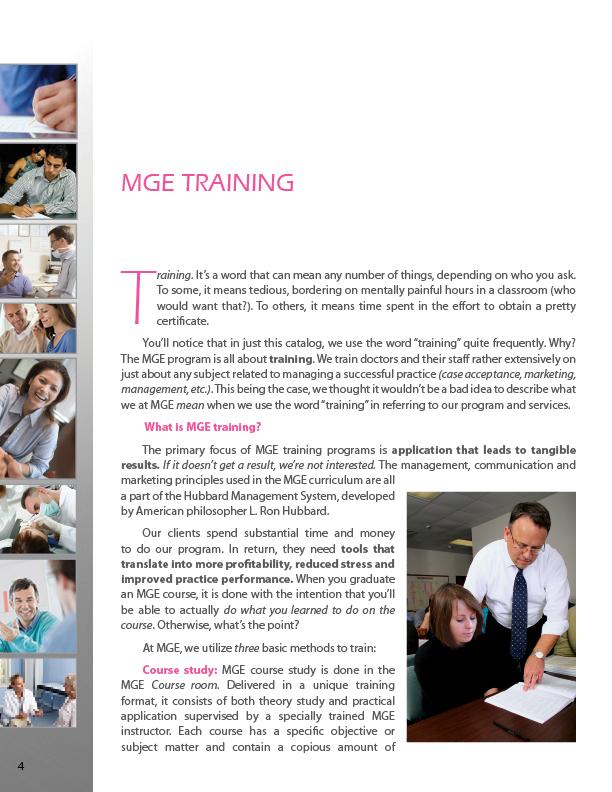 MGE TRAINING
Training. It's a word that can mean any number of things, depending on who you ask.
To some, it means tedious, bordering on mentally painful hours in a classroom (who
would want that?). To others, it means time spent in the effort to obtain a pretty
certificate.
You'll notice that in just this catalog, we use the word "training" quite frequently. Why?
The MGE program is all about training. We train doctors and their staff rather extensively on
just about any subject related to managing a successful practice (case acceptance, marketing,
management, etc.). This being the case, we thought it wouldn't be a bad idea to describe what
we at MGE mean when we use the word "training" in referring to our program and services.
What is MGE training?
The primary focus of MGE training programs is application that leads to tangible
results. If it doesn't get a result, we're not interested. The management, communication and
marketing principles used in the MGE curriculum are all
a part of the Hubbard Management System, developed
by American philosopher L. Ron Hubbard.
Our clients spend substantial time and money
to do our program. In return, they need tools that
translate into more profitability, reduced stress and
improved practice performance. When you graduate
an MGE course, it is done with the intention that you'll
be able to actually do what you learned to do on the
course. Otherwise, what's the point?
At MGE, we utilize three basic methods to train:
Course study: MGE course study is done in the
MGE Course room. Delivered in a unique training
format, it consists of both theory study and practical
application supervised by a specially trained MGE
instructor. Each course has a specific objective or
subject matter and contain a copious amount of
4